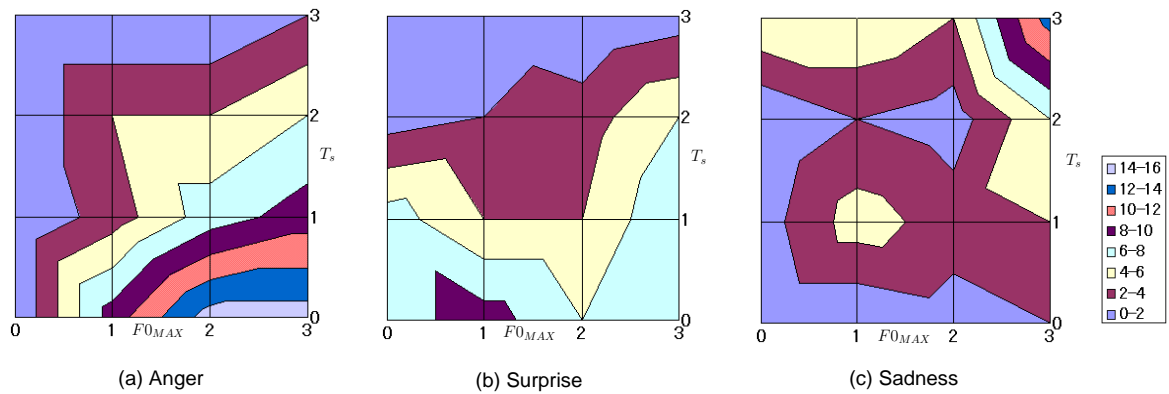 3
2
T_s
1
0
0 1 F0_MAX 2 3
(a) Anger
3
2
T_s
1
0
0 1 F0_MAX 2 3
(b) Surprise
3
2
T_s
1
0
0 1 F0_MAX 2 3
(c) Sadness
14–16
12–14
10–12
8–10
6–8
4–6
2–4
0–2